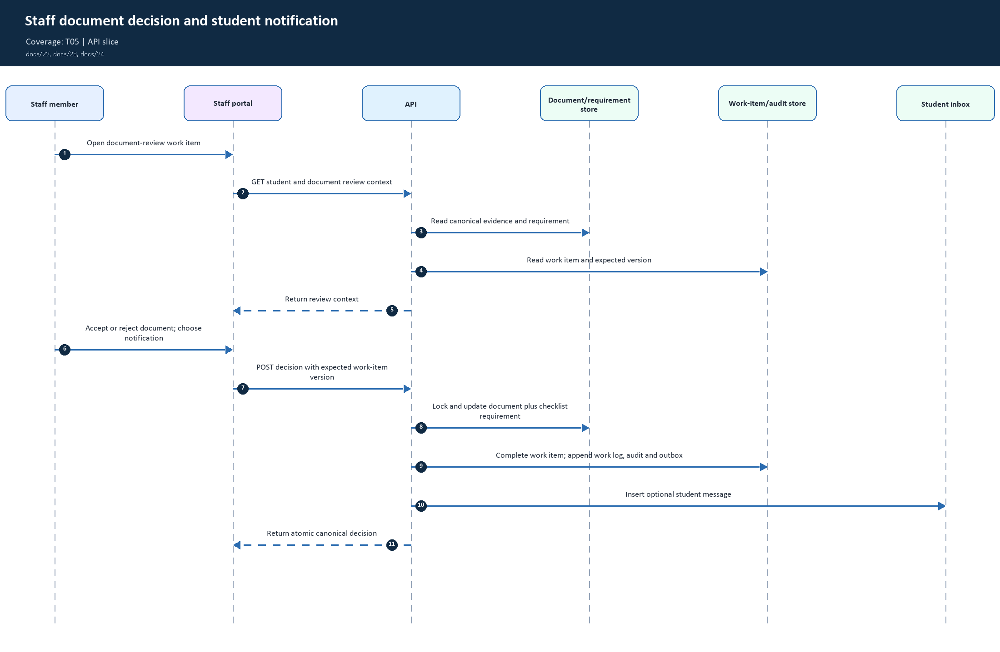 Staff document decision and student notification
Coverage: T05 | API slice
docs/22, docs/23, docs/24
Staff member
Staff portal
API
Document/requirement
store
Work-item/audit store
Student inbox
Open document-review work item
1
GET student and document review context
2
Read canonical evidence and requirement
3
Read work item and expected version
4
Return review context
5
Accept or reject document; choose
notification
6
POST decision with expected work-item
version
7
Lock and update document plus checklist
requirement
8
Complete work item; append work log, audit and outbox
9
Insert optional student message
10
Return atomic canonical decision
11